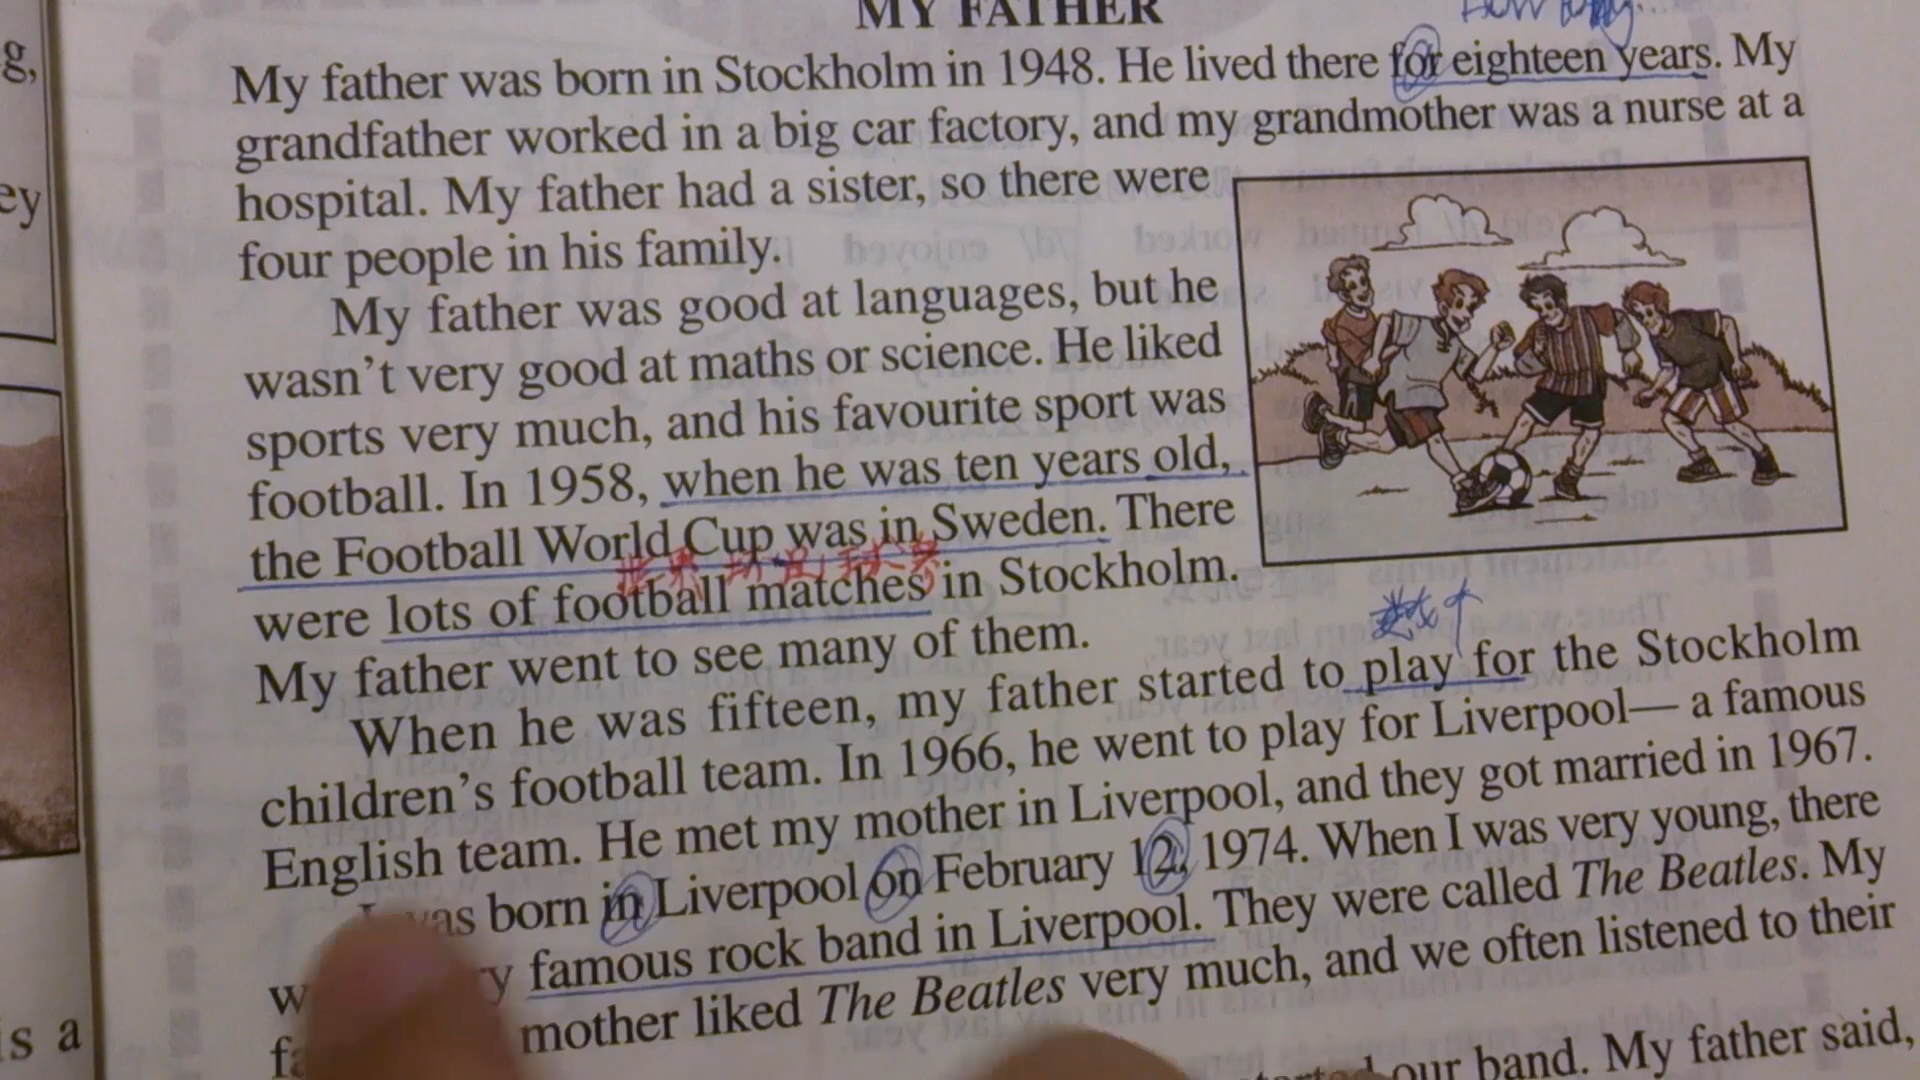 MY FATHER
How long...
g,
My father was born in Stockholm in 1948. He lived there for eighteen years. My
grandfather worked in a big car factory, and my grandmother was a nurse at a
ey
hospital. My father had a sister, so there were
four people in his family.
My father was good at languages, but he
wasn't very good at maths or science. He liked
sports very much, and his favourite sport was
football. In 1958, when he was ten years old,
the Football World Cup was in Sweden. There
were lots of football matches in Stockholm.
My father went to see many of them.
When he was fifteen, my father started to play for the Stockholm
children's football team. In 1966, he went to play for Liverpool— a famous
English team. He met my mother in Liverpool, and they got married in 1967.
was born in Liverpool on February 12, 1974. When I was very young, there
famous rock band in Liverpool. They were called The Beatles. My
mother liked The Beatles very much, and we often listened to their
is a
our band. My father said,